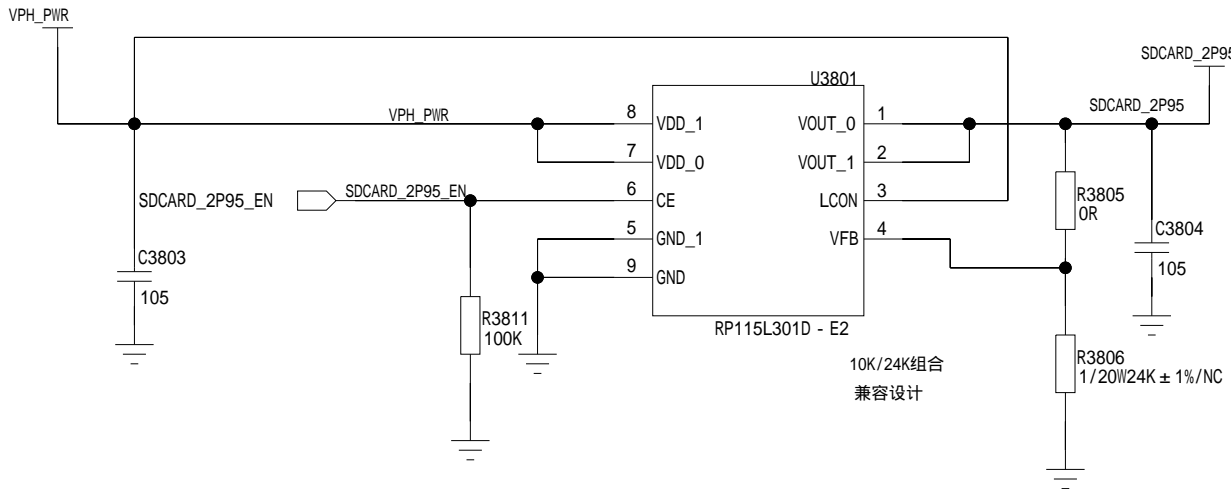 VPH_PWR
SDCARD_2P95
U3801
VPH_PWR
8
VDD_1
VOUT_0
1
SDCARD_2P95
7
VDD_0
VOUT_1
2
SDCARD_2P95_EN
SDCARD_2P95_EN
6
CE
LCON
3
R3805
0R
5
GND_1
VFB
4
C3804
105
C3803
105
9
GND
R3811
100K
RP115L301D - E2
10K/24K组合
兼容设计
R3806
1/20W24K±1%/NC